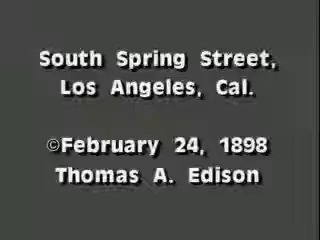 South Spring Street,
Los Angeles, Cal.
©February 24, 1898
Thomas A. Edison